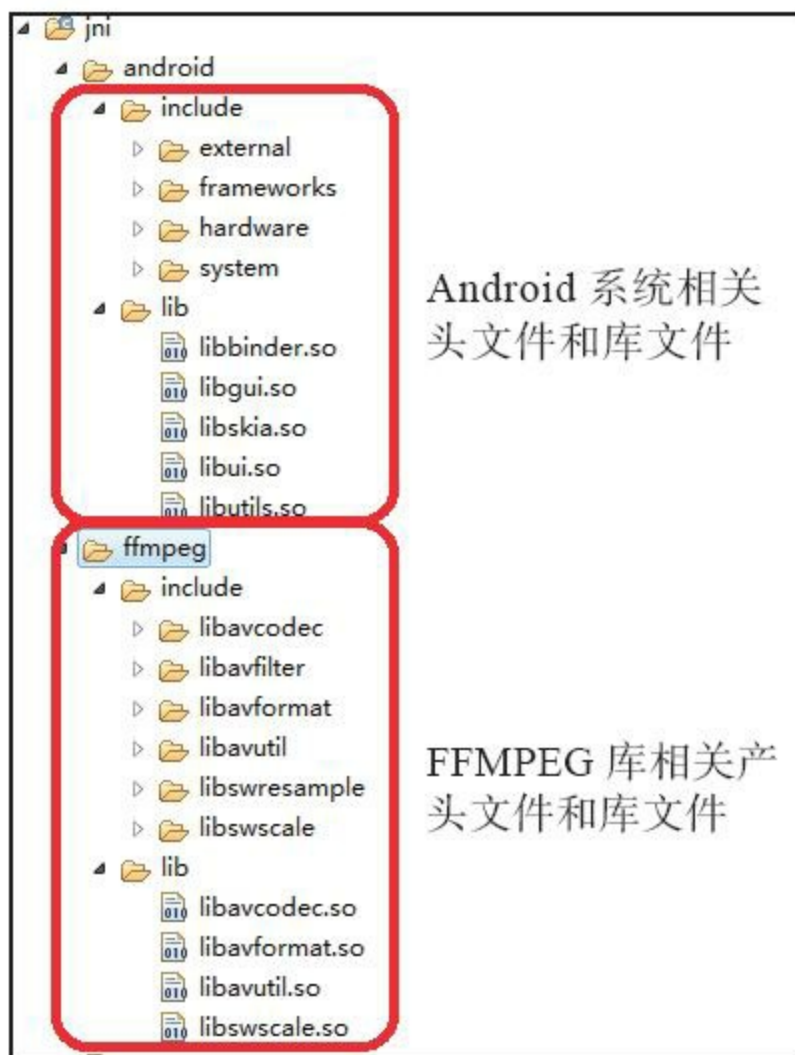 jni
android
include
external
frameworks
hardware
system
lib
libbinder.so
libgui.so
libskia.so
libui.so
libutils.so
Android 系统相关
头文件和库文件
ffmpeg
include
libavcodec
libavfilter
libavformat
libavutil
libswresample
libswscale
lib
libavcodec.so
libavformat.so
libavutil.so
libswscale.so
FFMPEG 库相关产
头文件和库文件